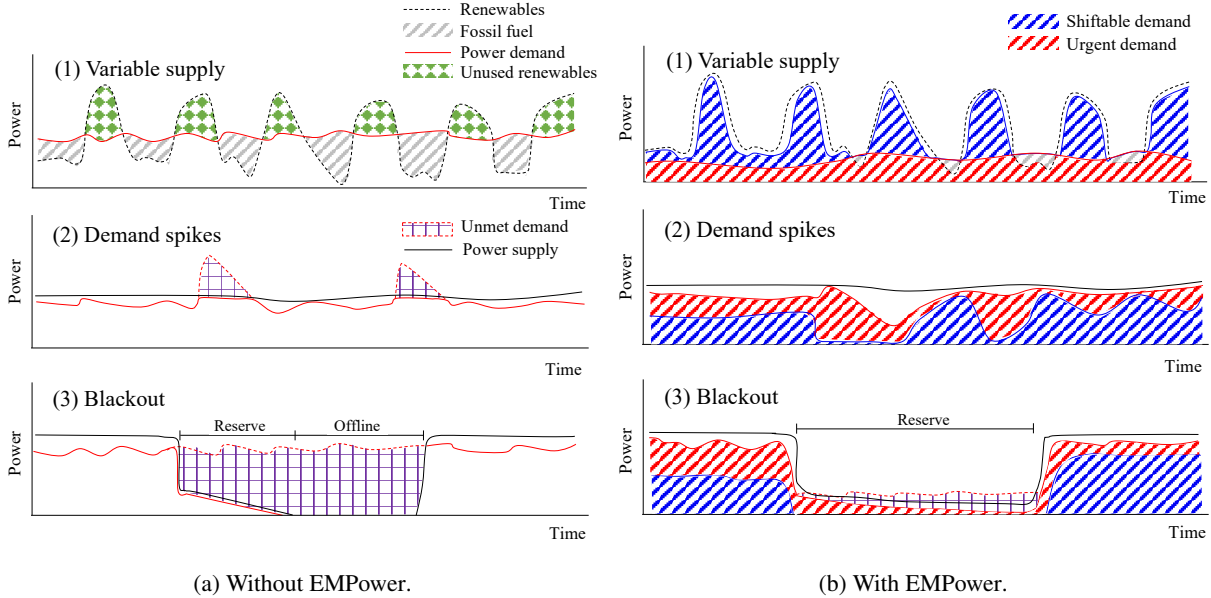 Renewables
Fossil fuel
Power demand
Unused renewables
(1) Variable supply
Power
Time
(2) Demand spikes
Unmet demand
Power supply
Power
Time
(3) Blackout
Reserve
Offline
Power
Time
(a) Without EMPower.
Shiftable demand
Urgent demand
(1) Variable supply
Power
Time
(2) Demand spikes
Power
Time
(3) Blackout
Reserve
Power
Time
(b) With EMPower.